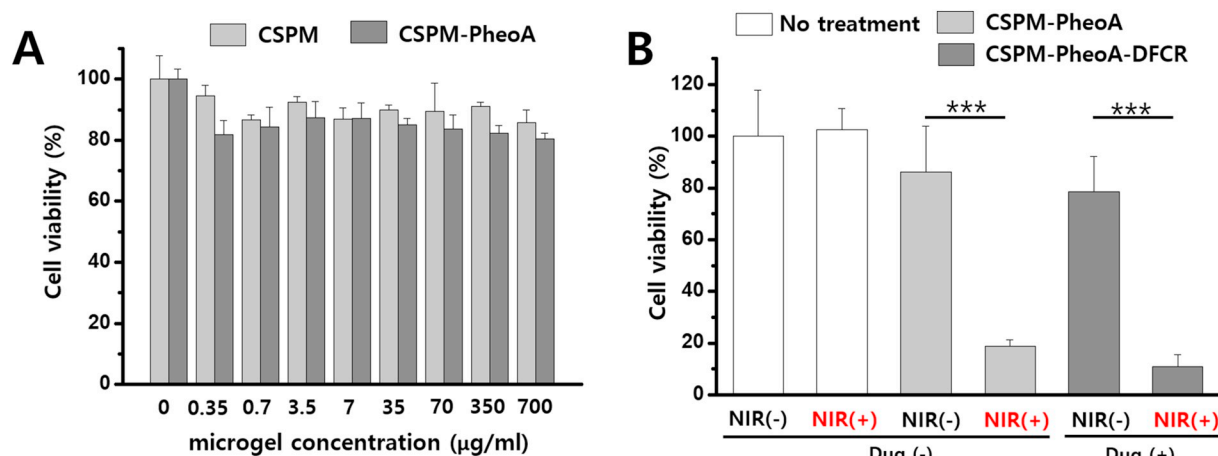 A
CSPM
CSPM-PheoA
Cell viability (%)
100
80
60
40
20
0
0 0.35 0.7 3.5 7 35 70 350 700
microgel concentration (µg/ml)
B
No treatment
CSPM-PheoA
CSPM-PheoA-DFCR
Cell viability (%)
120
100
80
60
40
20
0
***
***
NIR(-) NIR(+) NIR(-) NIR(+) NIR(-) NIR(+)
Dug (-)
Dug (+)